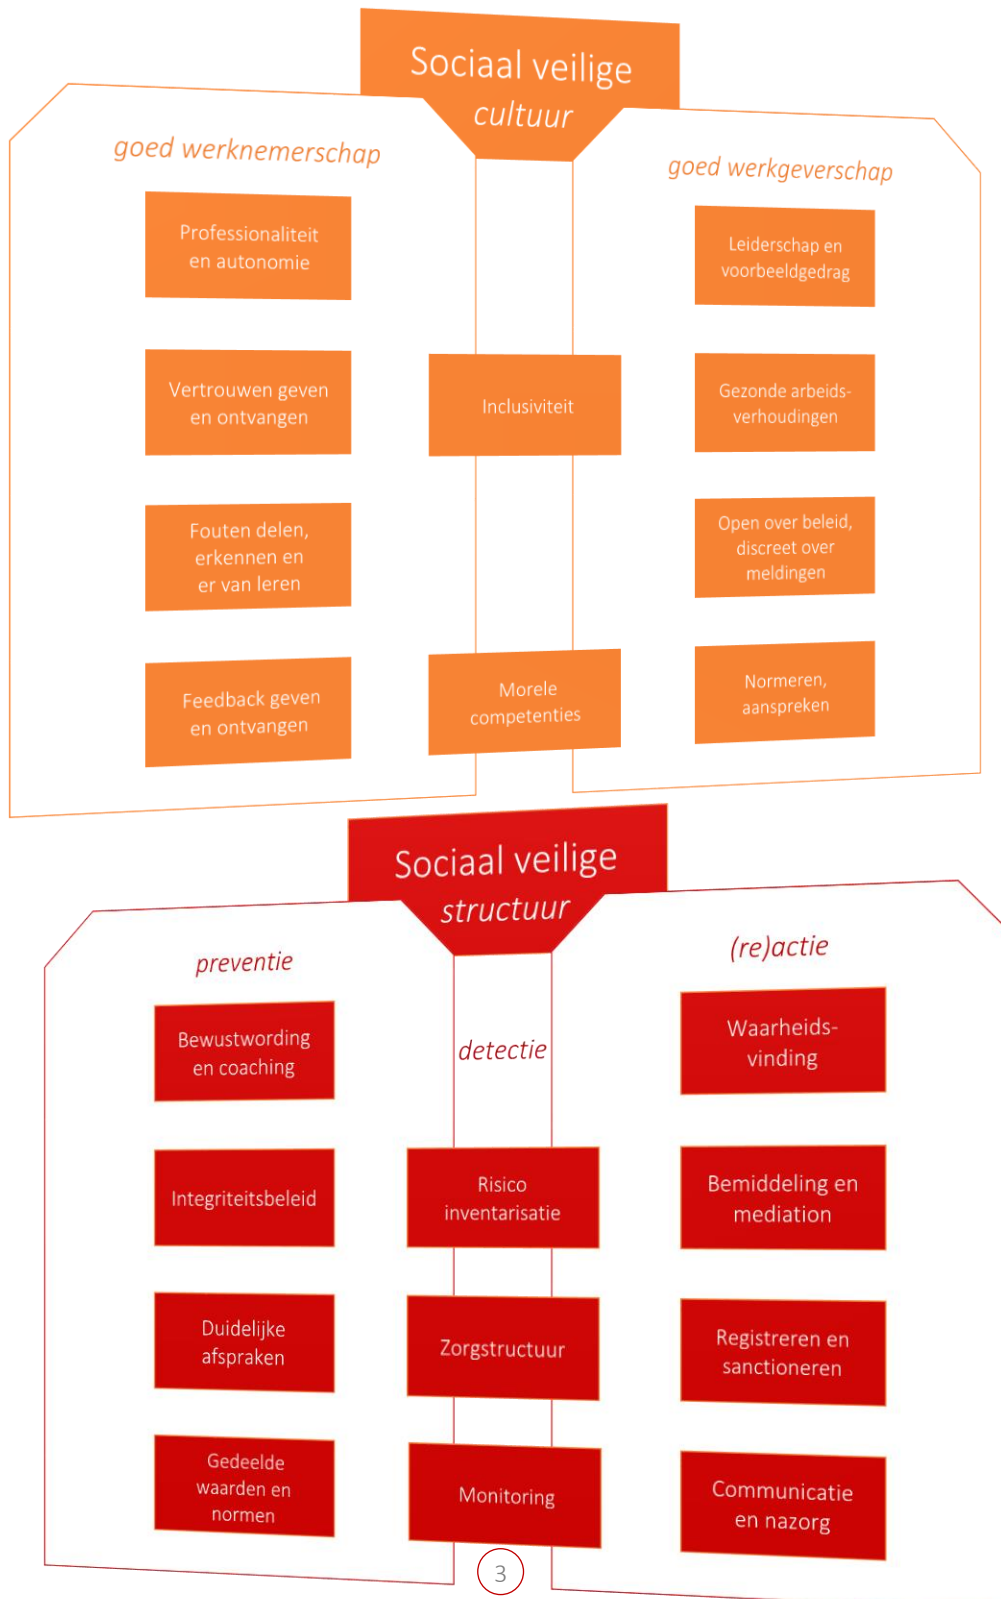 Sociaal veilige
cultuur
goed werknemerschap
Professionaliteit
en autonomie
Vertrouwen geven
en ontvangen
Fouten delen,
erkennen en
er van leren
Feedback geven
en ontvangen
Inclusiviteit
Morele
competenties
goed werkgeverschap
Leiderschap en
voorbeeldgedrag
Gezonde arbeids-
verhoudingen
Open over beleid,
discreet over
meldingen
Normeren,
aanspreken
Sociaal veilige
structuur
preventie
Bewustwording
en coaching
Integriteitsbeleid
Duidelijke
afspraken
Gedeelde
waarden en
normen
detectie
Risico
inventarisatie
Zorgstructuur
Monitoring
(re)actie
Waarheids-
vinding
Bemiddeling en
mediation
Registreren en
sanctioneren
Communicatie
en nazorg
3